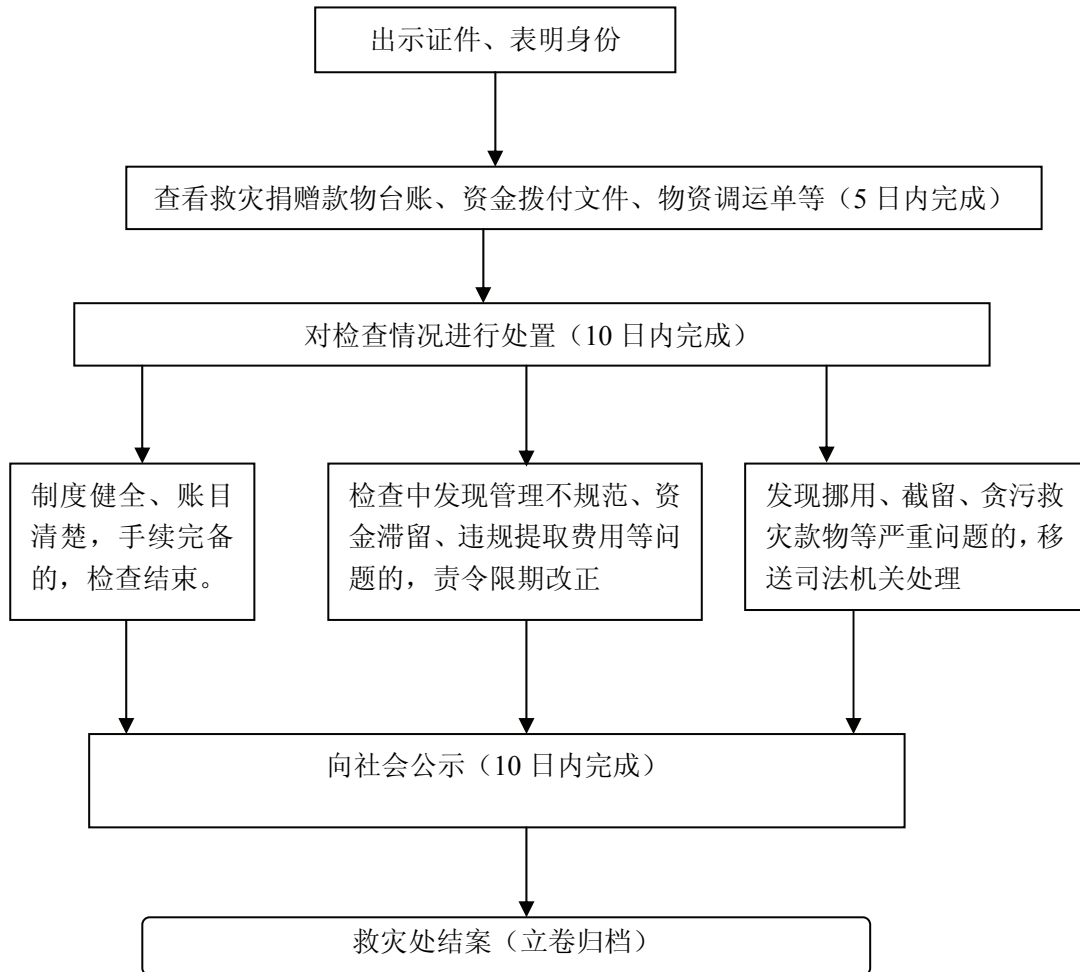 出示证件、表明身份
查看救灾捐赠款物台账、资金拨付文件、物资调运单等（5 日内完成）
对检查情况进行处置（10 日内完成）
制度健全、账目
清楚，手续完备
的，检查结束。
检查中发现管理不规范、资
金滞留、违规提取费用等问
题的，责令限期改正
发现挪用、截留、贪污救
灾款物等严重问题的，移
送司法机关处理
向社会公示（10 日内完成）
救灾处结案（立卷归档）